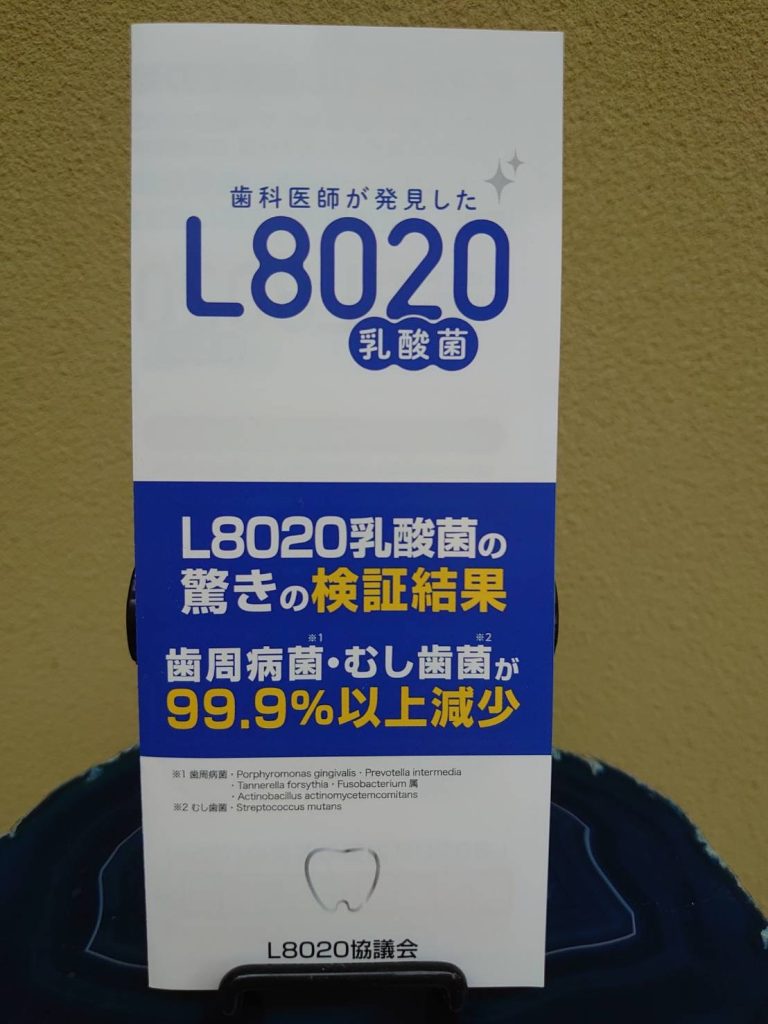 歯科医師が発見した
L8020
乳酸菌
L8020乳酸菌の
驚きの検証結果
歯周病菌※1・むし歯菌※2が
99.9%以上減少
※1 歯周病菌・Porphyromonas gingivalis・Prevotella intermedia
・Tannerella forsythia・Fusobacterium 属
・Actinobacillus actinomycetemcomitans
※2 むし歯菌・Streptococcus mutans
L8020協議会